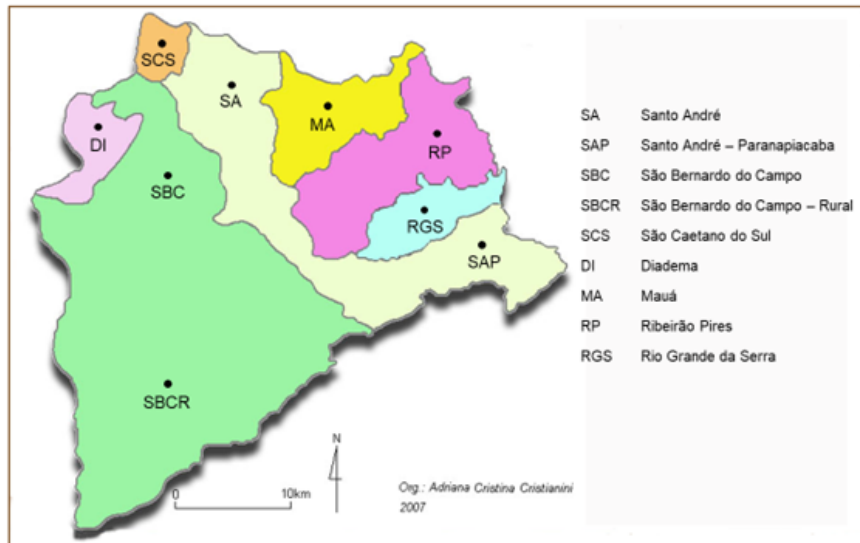 SCS
SA
MA
DI
RP
SBC
RGS
SAP
SBCR
N
0 10km
Org.: Adriana Cristina Cristianini
2007
SA Santo André
SAP Santo André – Paranapiacaba
SBC São Bernardo do Campo
SBCR São Bernardo do Campo – Rural
SCS São Caetano do Sul
DI Diadema
MA Mauá
RP Ribeirão Pires
RGS Rio Grande da Serra